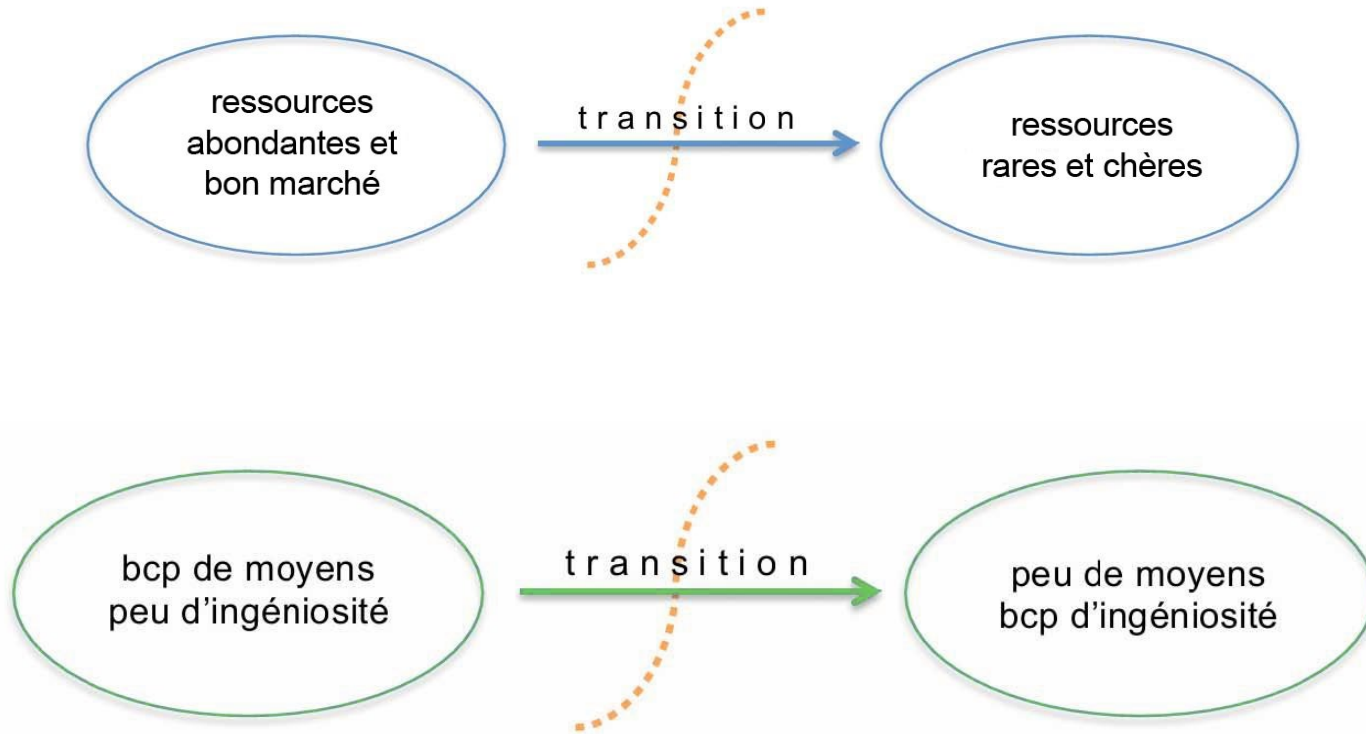 ressources
abondantes et
bon marché
transition
ressources
rares et chères
bcp de moyens
peu d'ingéniosité
transition
peu de moyens
bcp d'ingéniosité